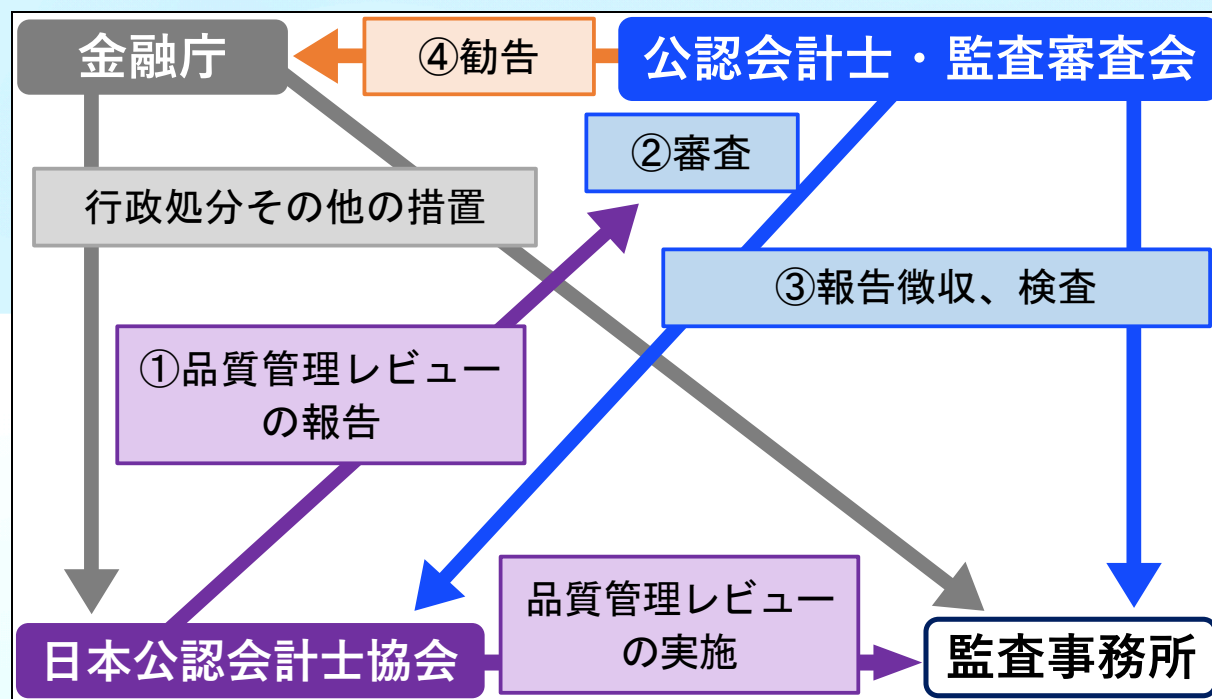 金融庁
④勧告
公認会計士・監査審査会
②審査
行政処分その他の措置
③報告徴収、検査
①品質管理レビュー
の報告
品質管理レビュー
の実施
日本公認会計士協会
監査事務所